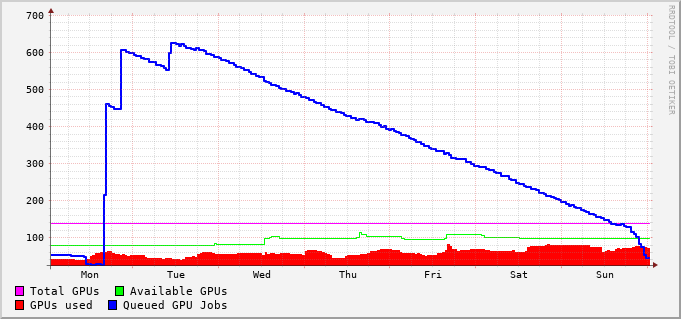 700
600
500
400
300
200
100
Mon Tue Wed Thu Fri Sat Sun
Total GPUs Available GPUs
GPUs used Queued GPU Jobs
RRDTOOL / TOBI OETIKER